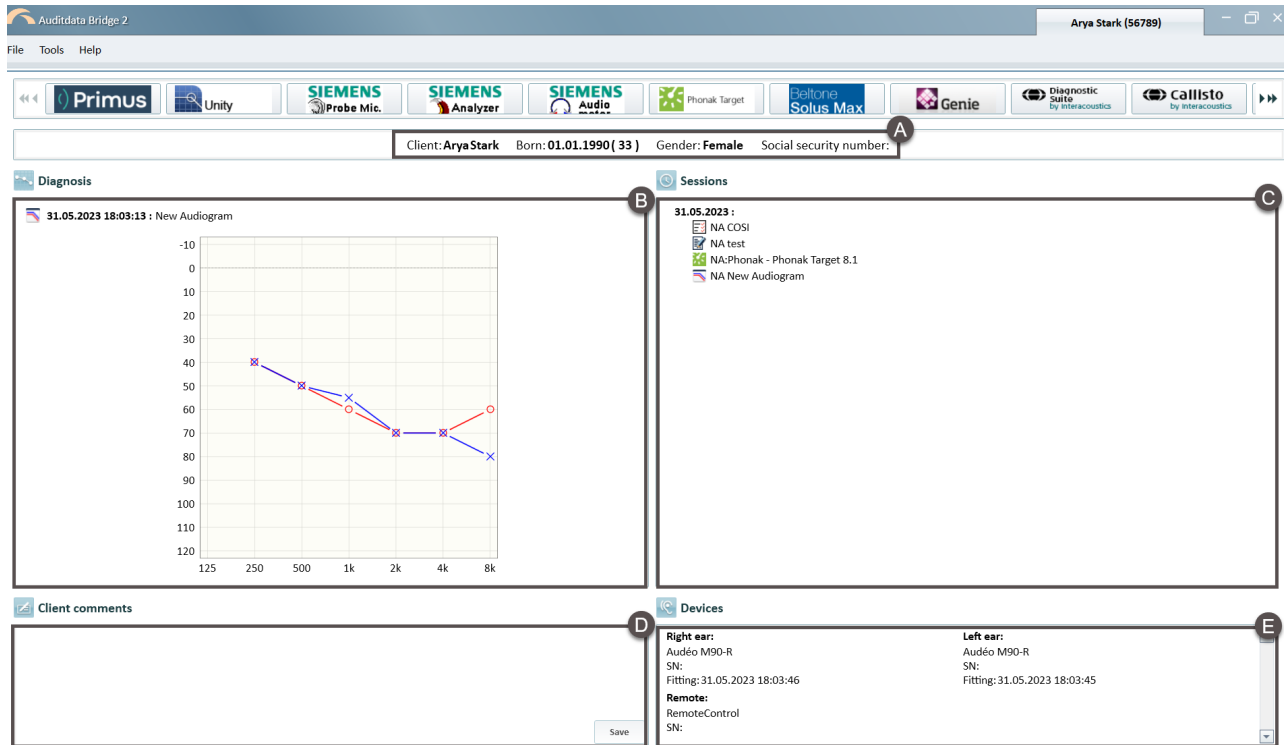 Auditdata Bridge 2
Arya Stark (56789)
File Tools Help
Primus
Unity
SIEMENS
Probe Mic.
SIEMENS
Analyzer
SIEMENS
Audio
Phonak Target
Beltone
Solus Max
Genie
Diagnostic
Suite
by Interacoustics
Callisto
by Interacoustics
A
Client: Arya Stark Born: 01.01.1990 ( 33 ) Gender: Female Social security number:
Diagnosis
B
31.05.2023 18:03:13 : New Audiogram
-10
0
10
20
30
40
50
60
70
80
90
100
110
120
125 250 500 1k 2k 4k 8k
Sessions
C
31.05.2023 :
NA COSI
NA test
NA:Phonak - Phonak Target 8.1
NA New Audiogram
Client comments
D
Save
Devices
E
Right ear:
Audéo M90-R
SN:
Fitting: 31.05.2023 18:03:46
Remote:
RemoteControl
SN:
Left ear:
Audéo M90-R
SN:
Fitting: 31.05.2023 18:03:45